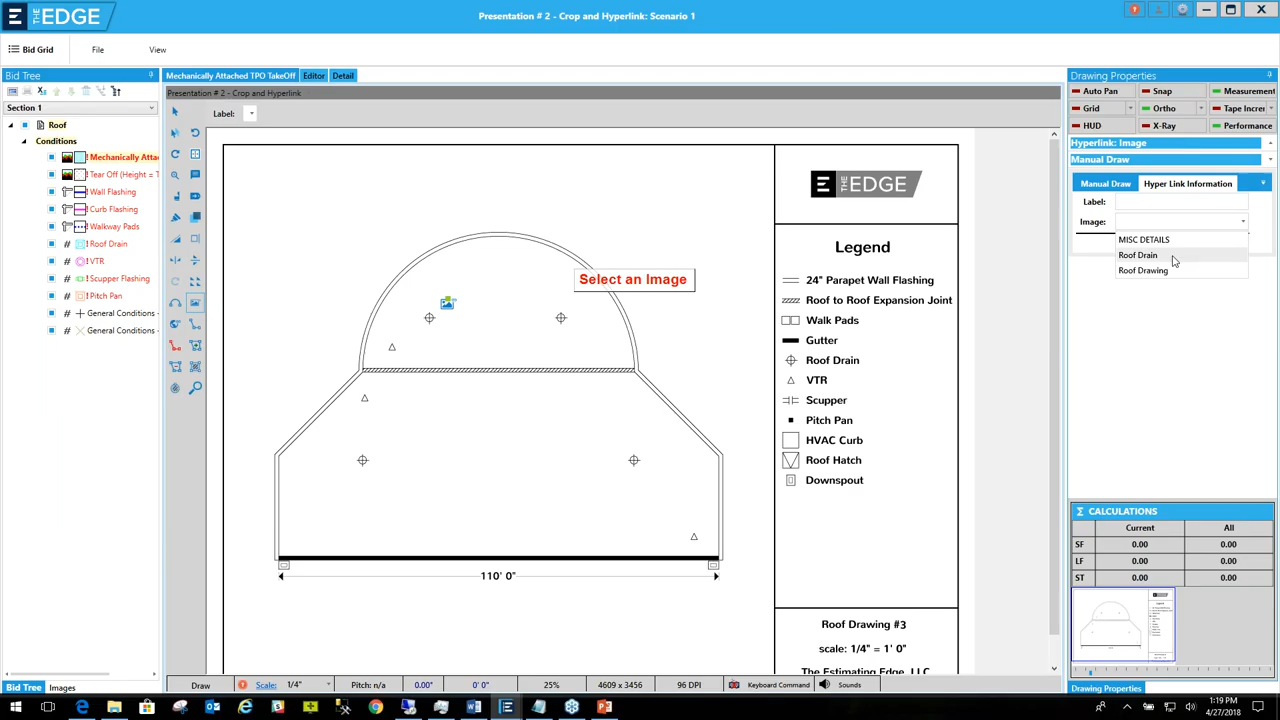 THE EDGE
Presentation # 2 - Crop and Hyperlink: Scenario 1
Bid Grid
File
View
Bid Tree
Section 1
Roof
Conditions
Mechanically Attac
Tear Off (Height = T
Wall Flashing
Curb Flashing
Walkway Pads
Roof Drain
VTR
Scupper Flashing
Pitch Pan
General Conditions -
General Conditions -
Bid Tree
Images
Mechanically Attached TPO TakeOff
Editor
Detail
Presentation # 2 - Crop and Hyperlink
Label:
Select an Image
110' 0"
THE EDGE
Legend
24" Parapet Wall Flashing
Roof to Roof Expansion Joint
Walk Pads
Gutter
Roof Drain
VTR
Scupper
Pitch Pan
HVAC Curb
Roof Hatch
Downspout
Roof Drawing #3
scale: 1/4" = 1' 0"
The Estimating Edge, LLC
Draw
Scale:
1/4"
Pitch n/a
0.00°
0' 0"
25%
4609 x 3456
96 DPI
Keyboard Command
Sounds
Drawing Properties
Auto Pan
Snap
Measurement
Grid
Ortho
Tape Increr
HUD
X-Ray
Performance
Hyperlink: Image
Manual Draw
Manual Draw
Hyper Link Information
Label:
Image:
MISC DETAILS
Roof Drain
Roof Drawing
Σ CALCULATIONS
Current All
SF 0.00 0.00
LF 0.00 0.00
ST 0.00 0.00
Drawing Properties
1:19 PM
4/27/2018